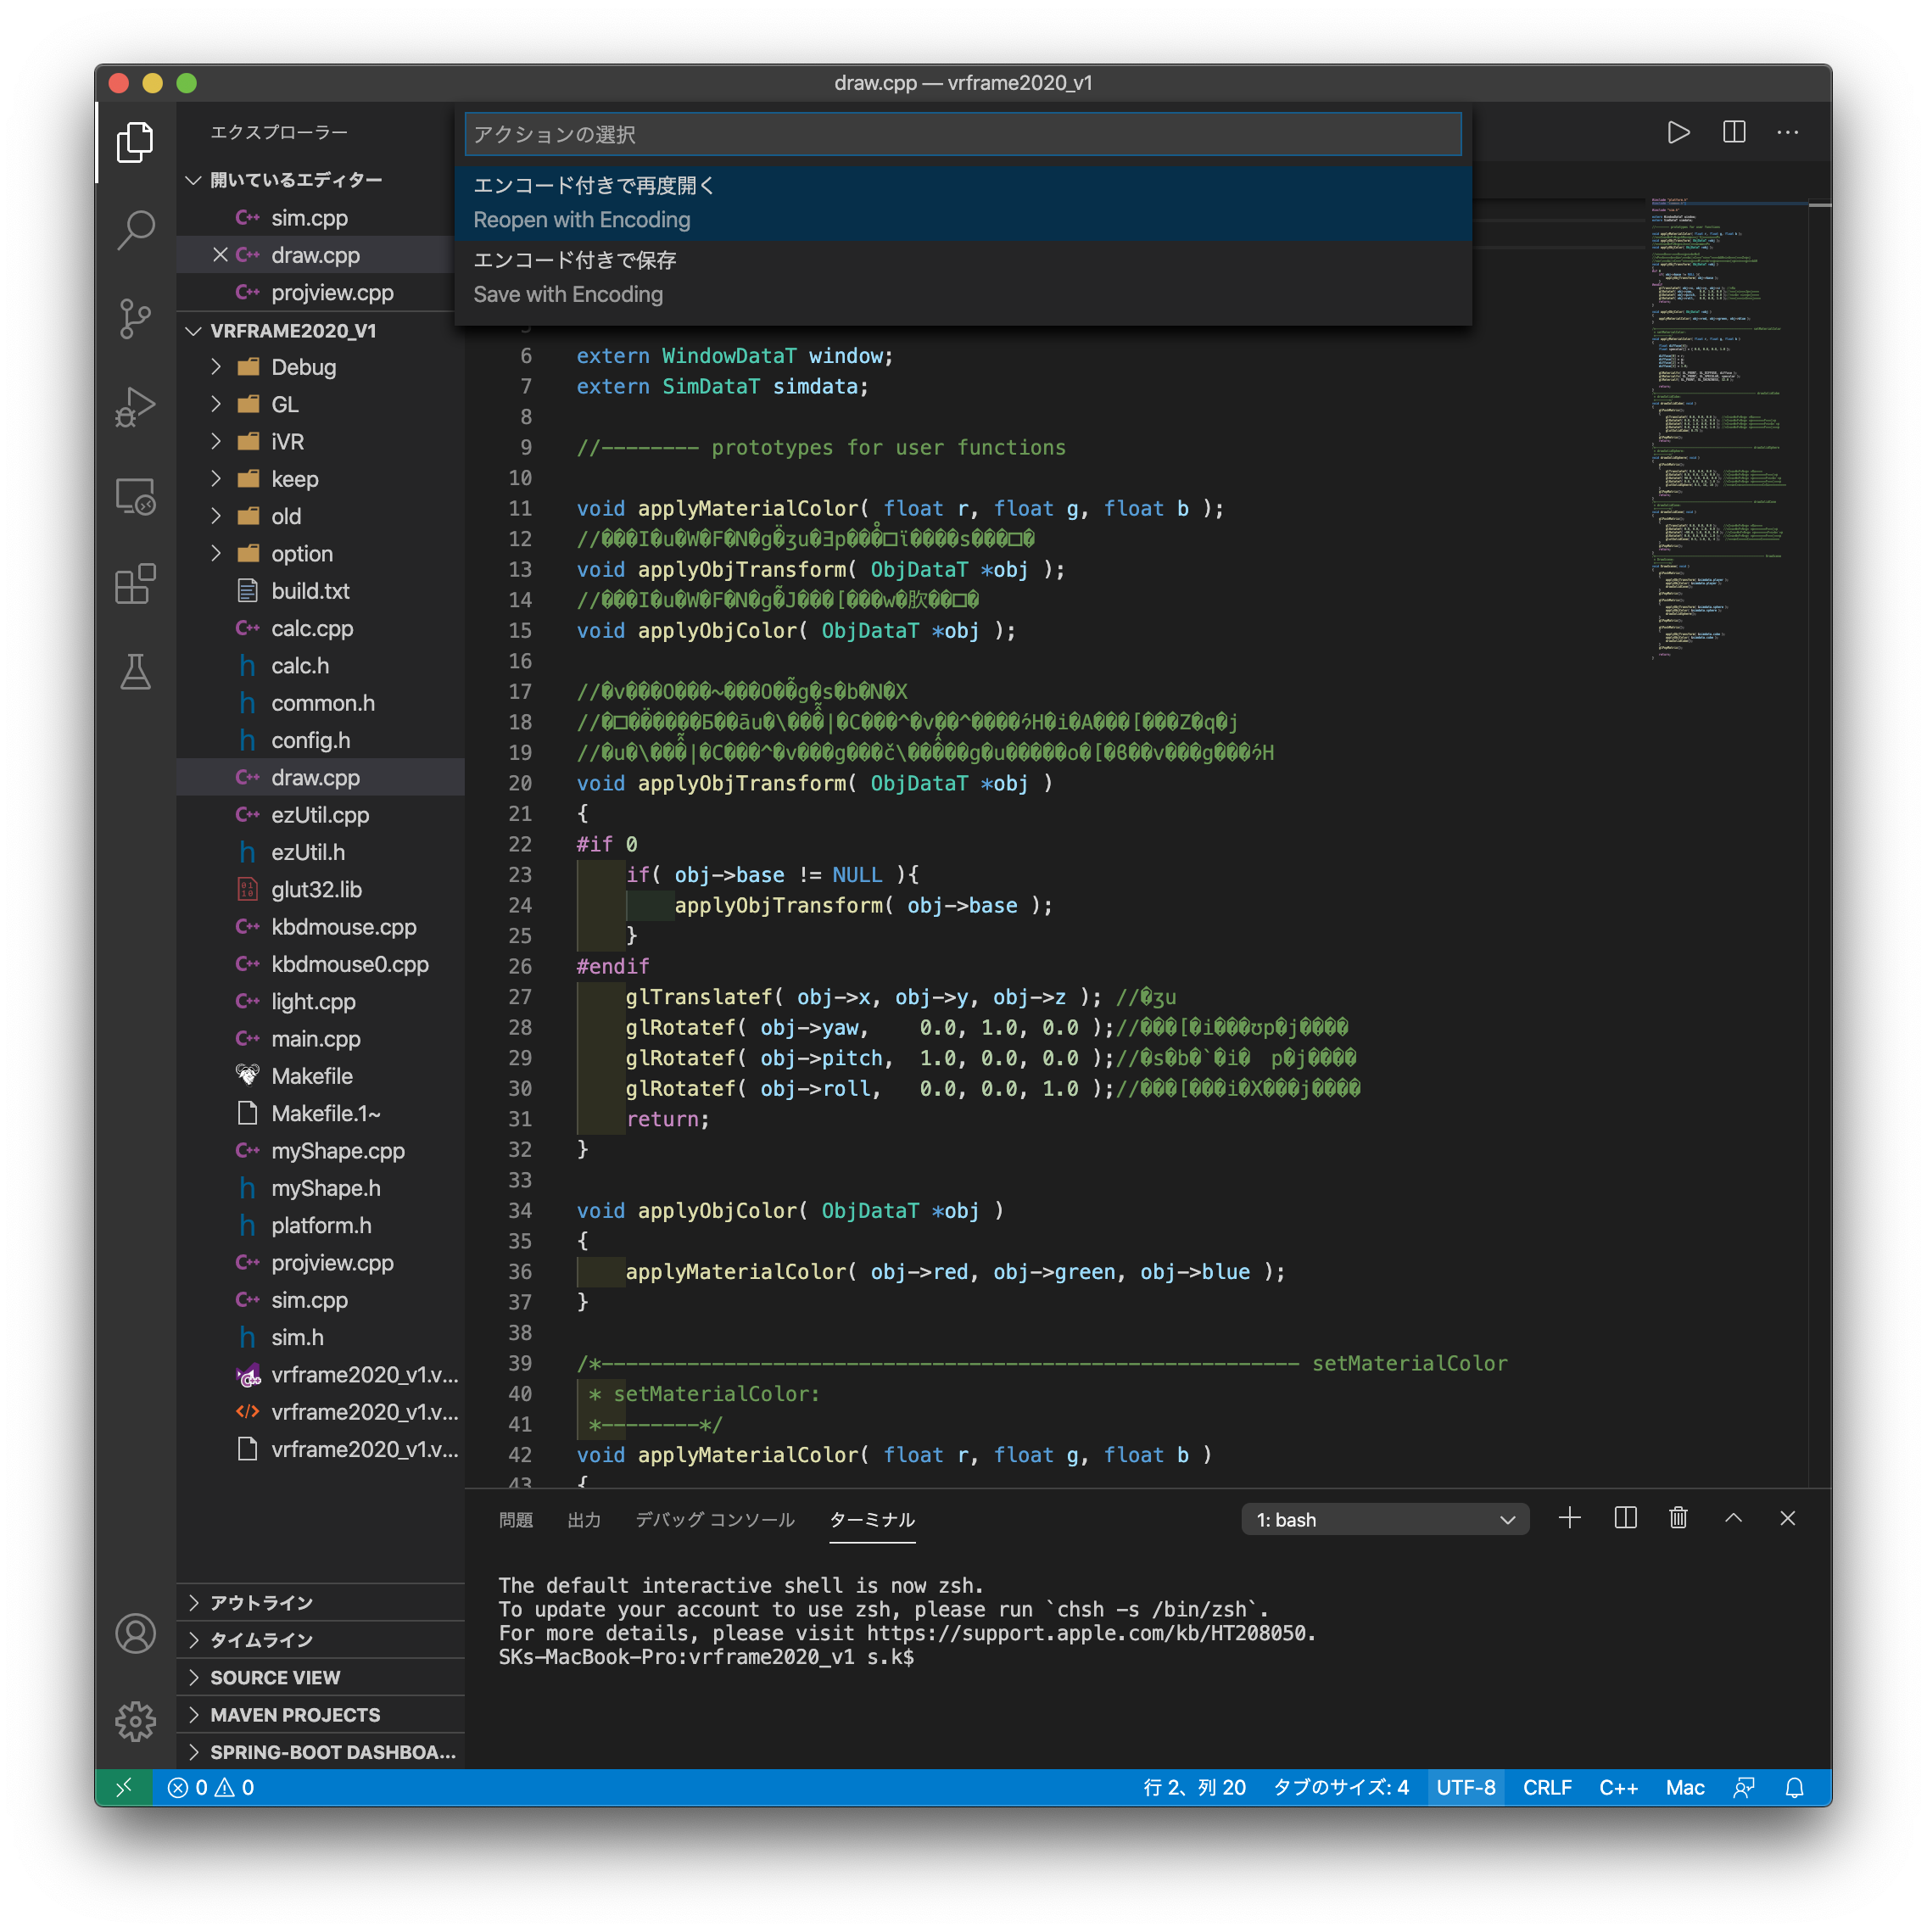 draw.cpp — vrframe2020_v1
エクスプローラー
開いているエディター
sim.cpp
draw.cpp
projview.cpp
VRFRAME2020_V1
Debug
GL
iVR
keep
old
option
build.txt
calc.cpp
calc.h
common.h
config.h
draw.cpp
ezUtil.cpp
ezUtil.h
glut32.lib
kbdmouse.cpp
kbdmouse0.cpp
light.cpp
main.cpp
Makefile
Makefile.1~
myShape.cpp
myShape.h
platform.h
projview.cpp
sim.cpp
sim.h
vrframe2020_v1.v...
vrframe2020_v1.v...
vrframe2020_v1.v...
アウトライン
タイムライン
SOURCE VIEW
MAVEN PROJECTS
SPRING-BOOT DASHBOA...
アクションの選択
エンコード付きで再度開く
Reopen with Encoding
エンコード付きで保存
Save with Encoding
6 extern WindowDataT window;
7 extern SimDataT simdata;
8
9 //-------- prototypes for user functions
10
11 void applyMaterialColor( float r, float g, float b );
12
13 void applyObjTransform( ObjDataT *obj );
14
15 void applyObjColor( ObjDataT *obj );
16
17
18
19
20 void applyObjTransform( ObjDataT *obj )
21 {
22 #if 0
23 if( obj->base != NULL ){
24 applyObjTransform( obj->base );
25 }
26 #endif
27 glTranslatef( obj->x, obj->y, obj->z ); //
28 glRotatef( obj->yaw, 0.0, 1.0, 0.0 );//
29 glRotatef( obj->pitch, 1.0, 0.0, 0.0 );//
30 glRotatef( obj->roll, 0.0, 0.0, 1.0 );//
31 return;
32 }
33
34 void applyObjColor( ObjDataT *obj )
35 {
36 applyMaterialColor( obj->red, obj->green, obj->blue );
37 }
38
39 /*--------------------------------------------------------- setMaterialColor
40 * setMaterialColor:
41 *--------*/
42 void applyMaterialColor( float r, float g, float b )
43 {
問題 出力 デバッグ コンソール ターミナル 1: bash
The default interactive shell is now zsh.
To update your account to use zsh, please run `chsh -s /bin/zsh`.
For more details, please visit https://support.apple.com/kb/HT208050.
SKs-MacBook-Pro:vrframe2020_v1 s.k$
0 0 行 2、列 20 タブのサイズ: 4 UTF-8 CRLF C++ Mac